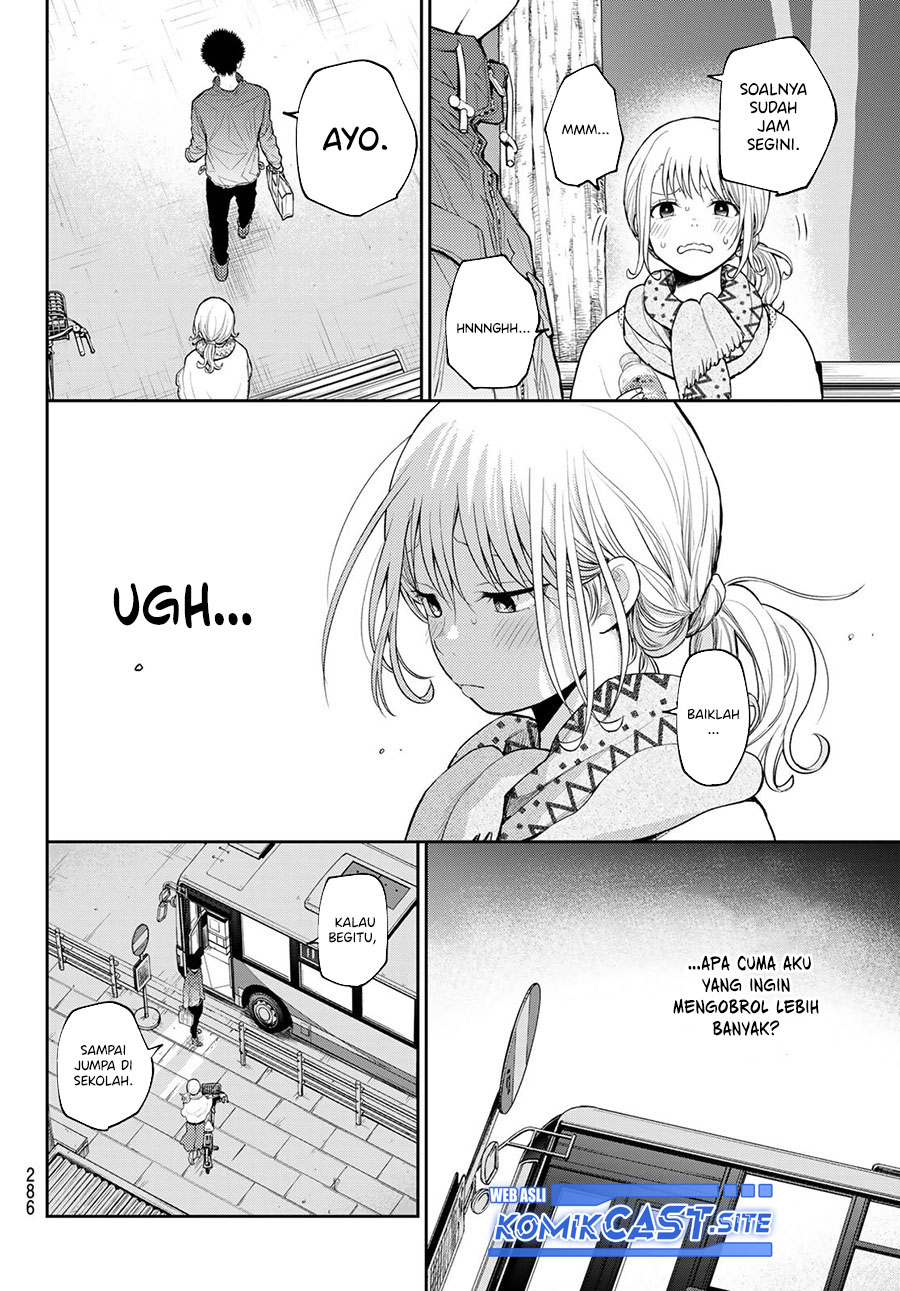 SOALNYA
SUDAH
JAM
SEGINI.
MMM...
HNNNGHH...
AYO.
UGH...
BAIKLAH
...
...APA CUMA AKU
YANG INGIN
MENGOBROL LEBIH
BANYAK?
KALAU
BEGITU,
SAMPAI
JUMPA DI
SEKOLAH.
286
WEB ASLI
KOMIKCAST.SITE